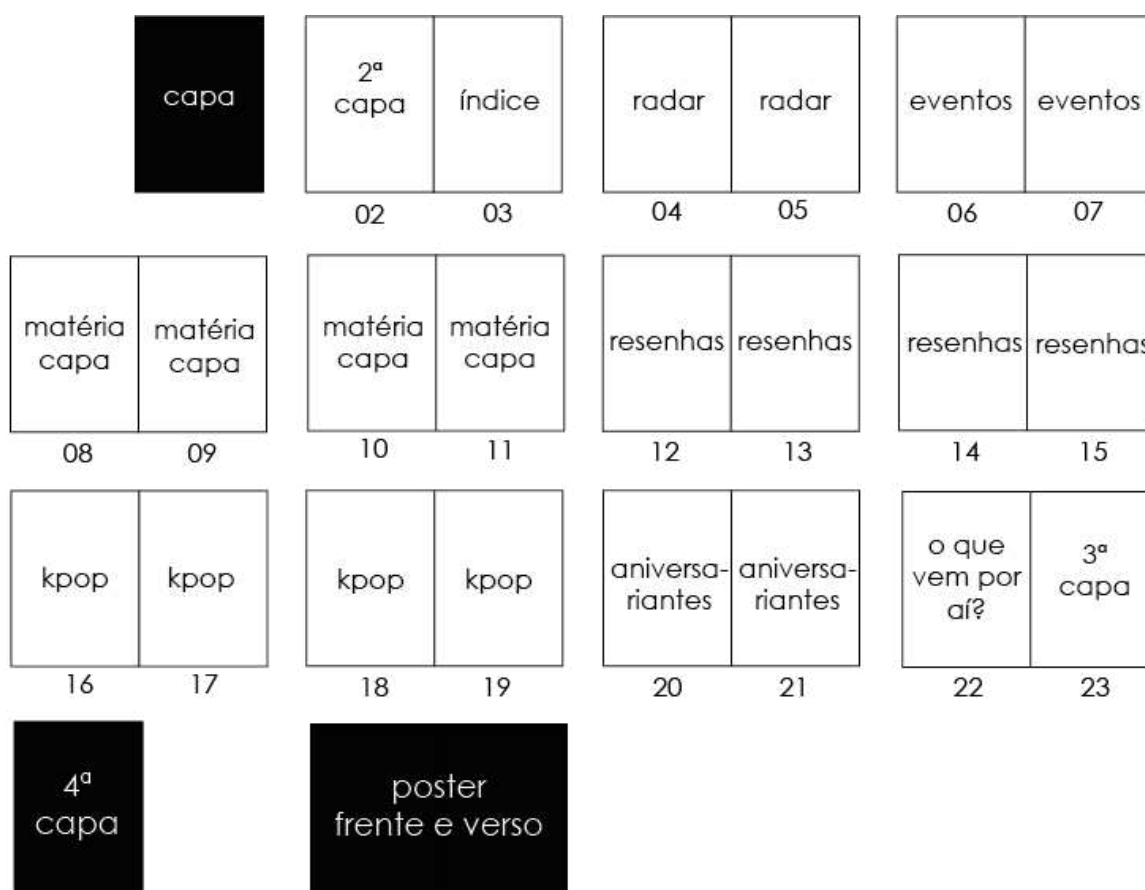 capa
2ª
capa
índice
radar
radar
eventos
eventos
02
03
04
05
06
07
matéria
capa
matéria
capa
matéria
capa
matéria
capa
resenhas
resenhas
resenhas
resenhas
08
09
10
11
12
13
14
15
kpop
kpop
kpop
kpop
aniversa-
riantes
aniversa-
riantes
o que
vem por
aí?
3ª
capa
16
17
18
19
20
21
22
23
4ª
capa
poster
frente e verso